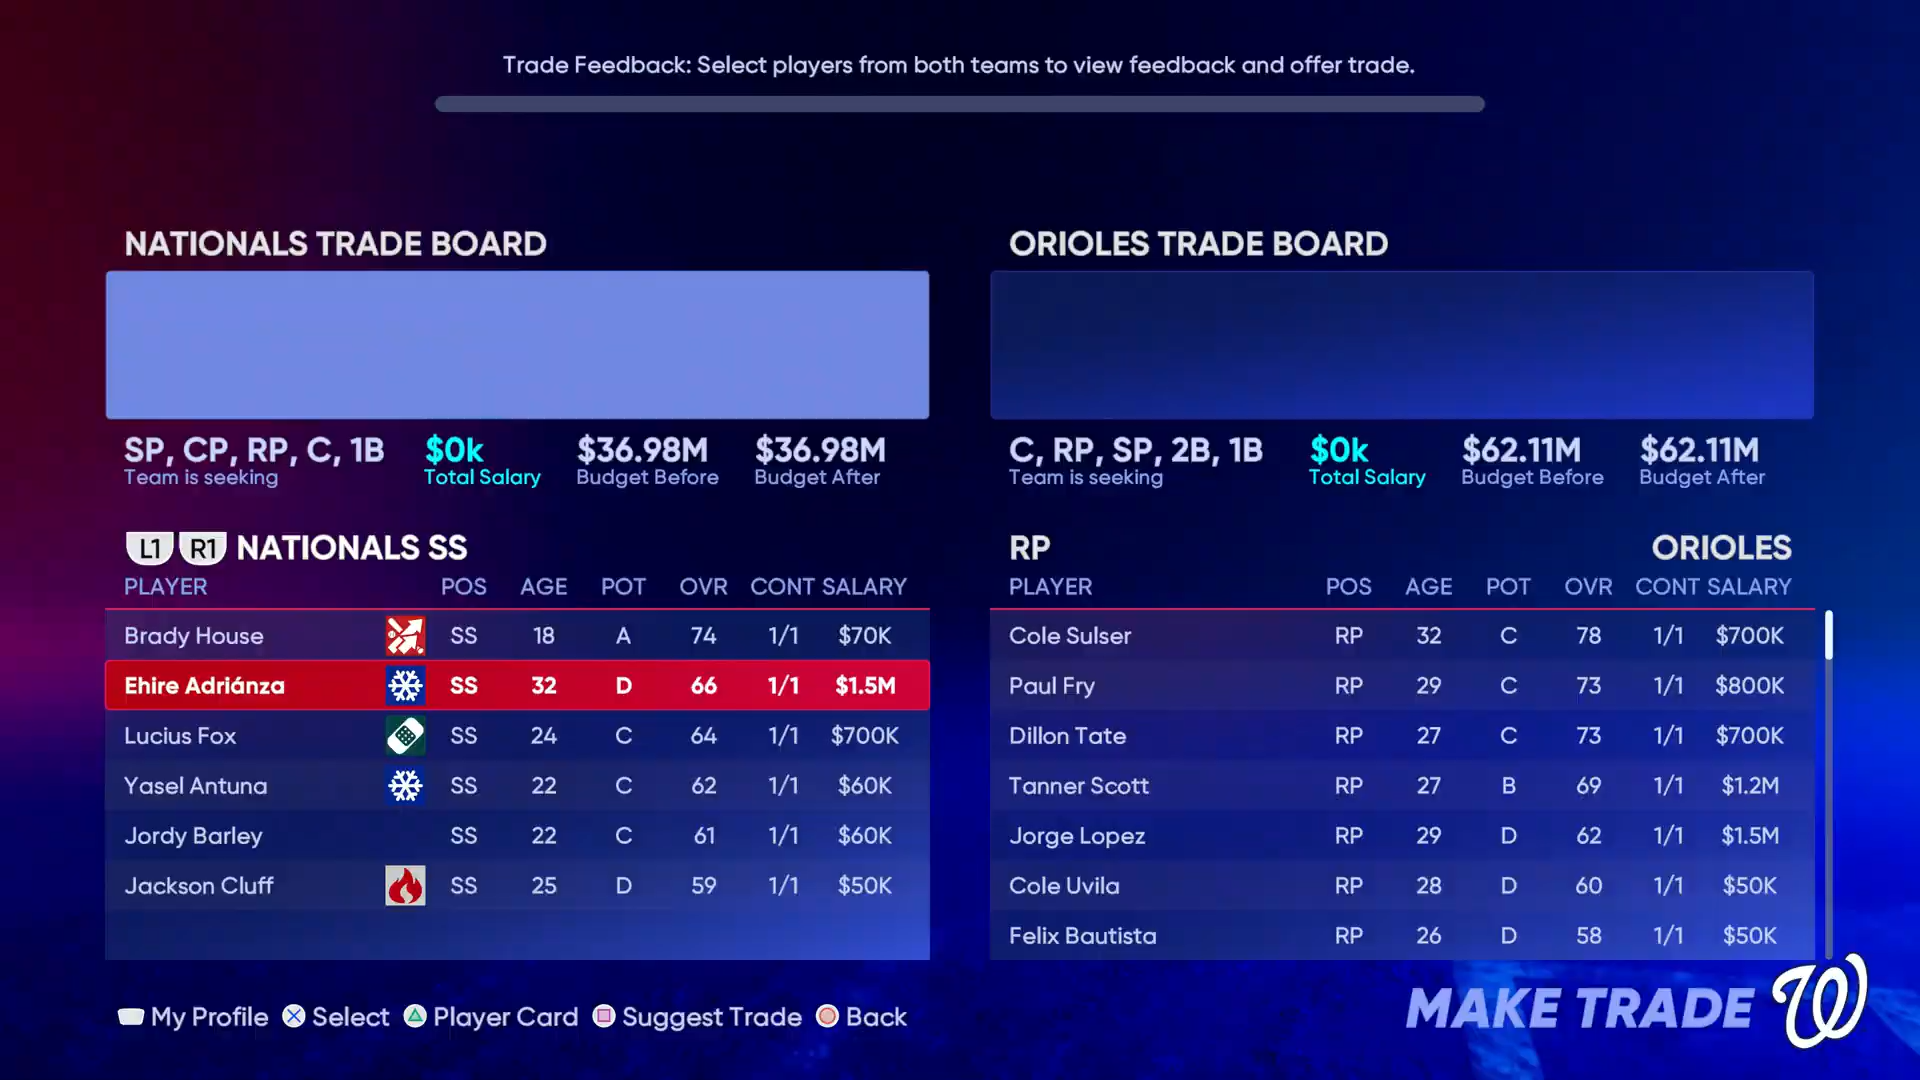 Trade Feedback: Select players from both teams to view feedback and offer trade.
NATIONALS TRADE BOARD
SP, CP, RP, C, 1B $0k $36.98M $36.98M
Team is seeking Total Salary Budget Before Budget After
L1 R1 NATIONALS SS
PLAYER POS AGE POT OVR CONT SALARY
Brady House SS 18 A 74 1/1 $70K
Ehire Adriánza SS 32 D 66 1/1 $1.5M
Lucius Fox SS 24 C 64 1/1 $700K
Yasel Antuna SS 22 C 62 1/1 $60K
Jordy Barley SS 22 C 61 1/1 $60K
Jackson Cluff SS 25 D 59 1/1 $50K
ORIOLES TRADE BOARD
C, RP, SP, 2B, 1B $0k $62.11M $62.11M
Team is seeking Total Salary Budget Before Budget After
RP ORIOLES
PLAYER POS AGE POT OVR CONT SALARY
Cole Sulser RP 32 C 78 1/1 $700K
Paul Fry RP 29 C 73 1/1 $800K
Dillon Tate RP 27 C 73 1/1 $700K
Tanner Scott RP 27 B 69 1/1 $1.2M
Jorge Lopez RP 29 D 62 1/1 $1.5M
Cole Uvila RP 28 D 60 1/1 $50K
Felix Bautista RP 26 D 58 1/1 $50K
My Profile Select Player Card Suggest Trade Back
MAKE TRADE W